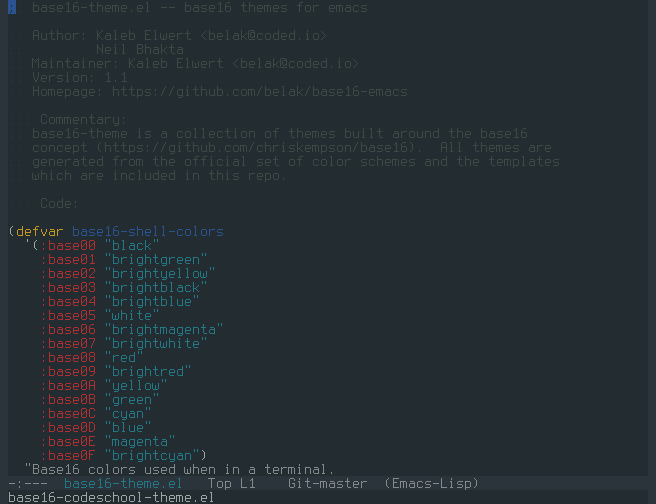 ; base16-theme.el -- base16 themes for emacs
Author: Kaleb Elwert <belak@coded.io>
Neil Bhakta
Maintainer: Kaleb Elwert <belak@coded.io>
Version: 1.1
Homepage: https://github.com/belak/base16-emacs
Commentary:
base16-theme is a collection of themes built around the base16
concept (https://github.com/chriskempson/base16).  All themes are
generated from the official set of color schemes and the templates
which are included in this repo.
Code:
(defvar base16-shell-colors
'(:base00 "black"
:base01 "brightgreen"
:base02 "brightyellow"
:base03 "brightblack"
:base04 "brightblue"
:base05 "white"
:base06 "brightmagenta"
:base07 "brightwhite"
:base08 "red"
:base09 "brightred"
:base0A "yellow"
:base0B "green"
:base0C "cyan"
:base0D "blue"
:base0E "magenta"
:base0F "brightcyan")
"Base16 colors used when in a terminal.
-:--- base16-theme.el Top L1 Git-master (Emacs-Lisp)
base16-codeschool-theme.el